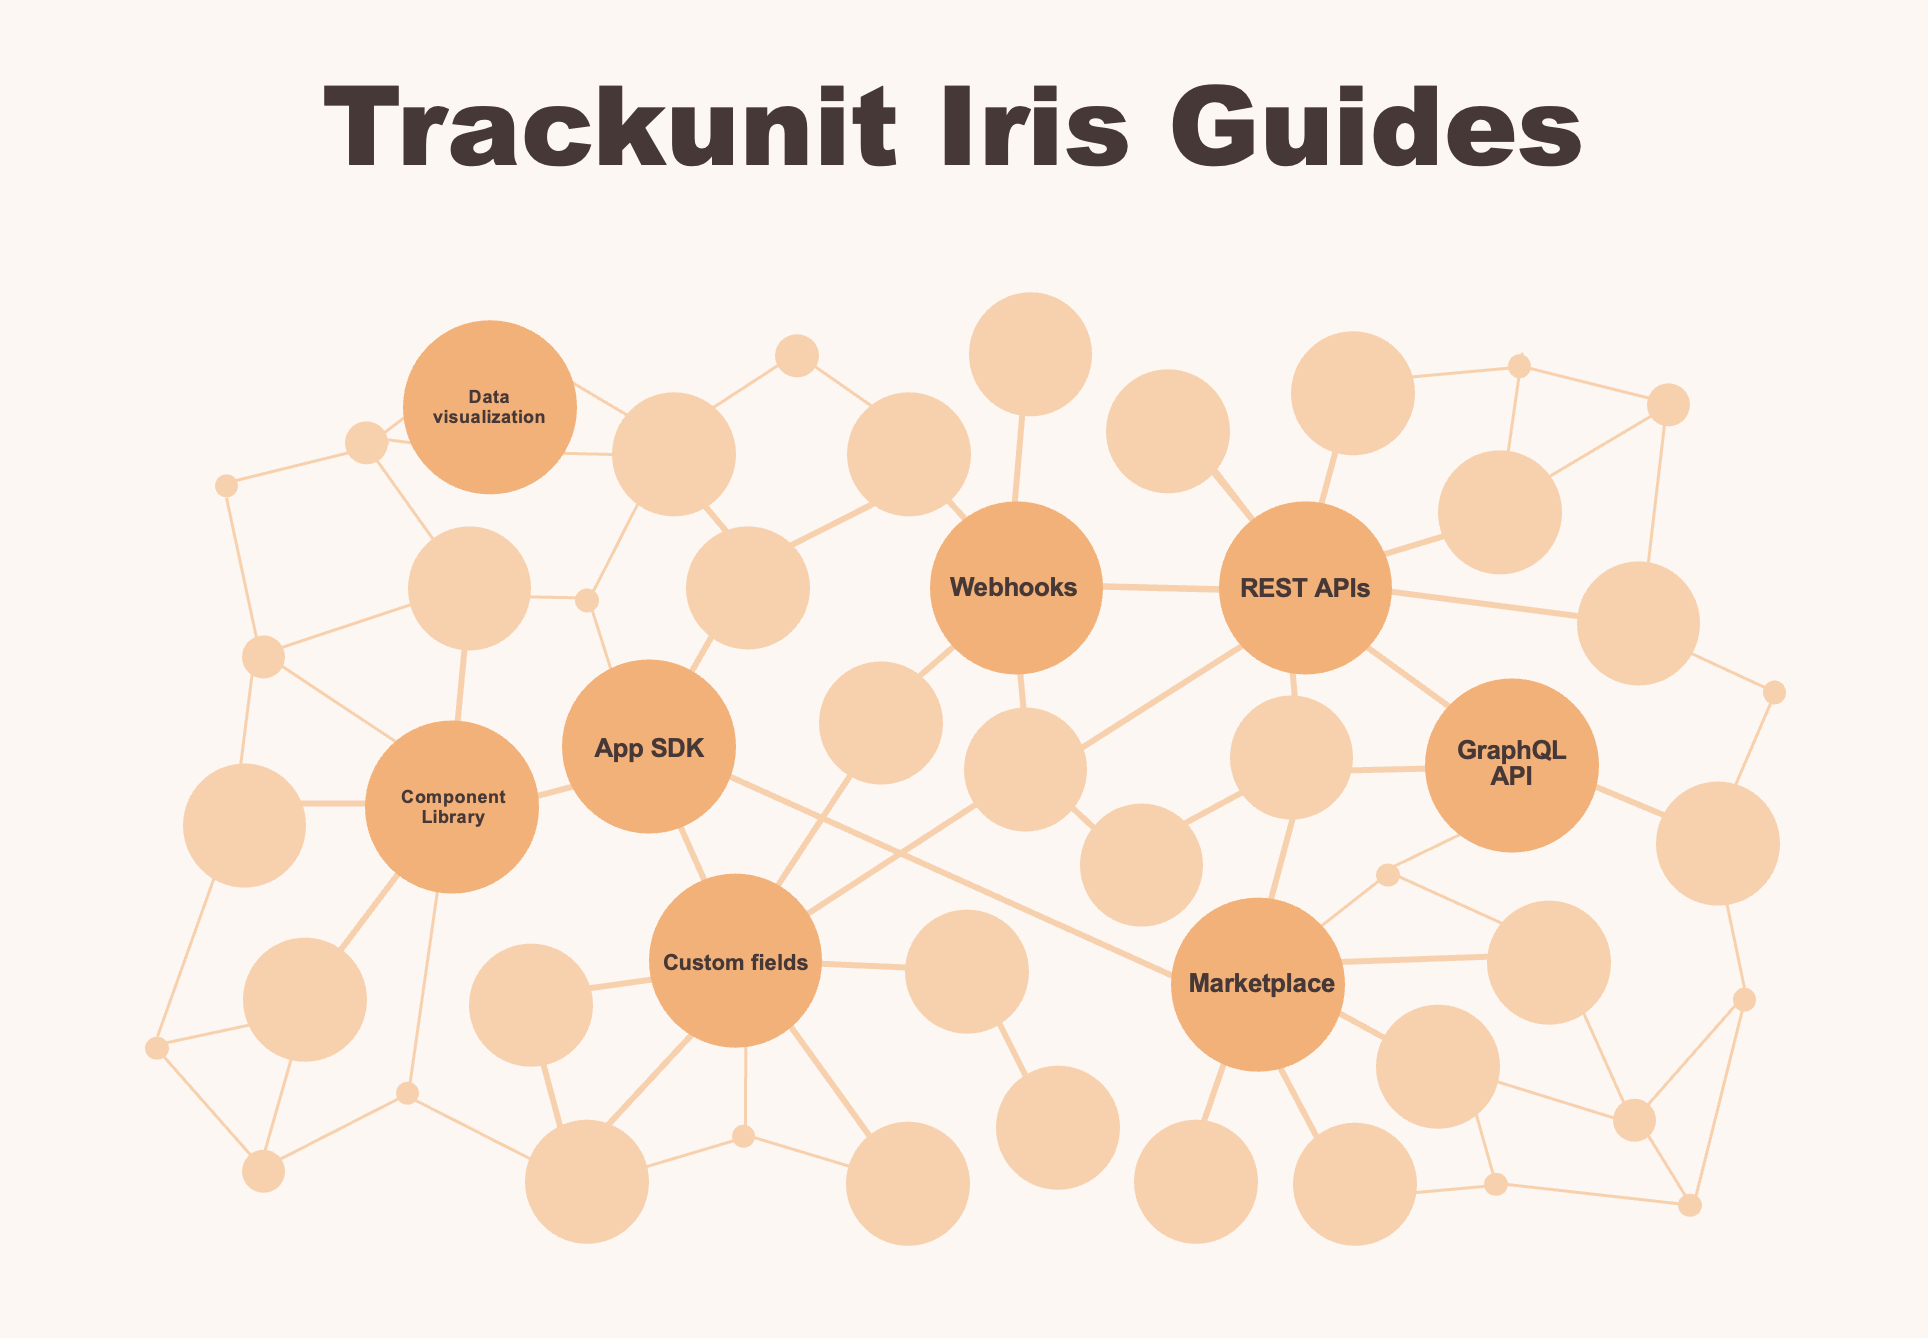 Trackunit Iris Guides
Data
visualization
Webhooks
REST APIs
App SDK
GraphQL
API
Component
Library
Custom fields
Marketplace